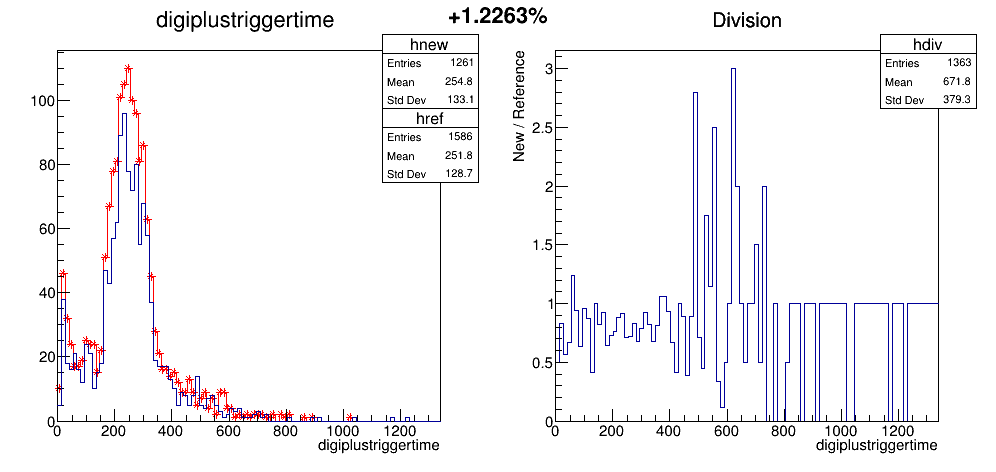 digiplustriggertime
+1.2263%
Division
hnew
Entries 1261
Mean 254.8
Std Dev 133.1
href
Entries 1586
Mean 251.8
Std Dev 128.7
100
80
60
40
20
0
0 200 400 600 800 1000 1200
digiplustriggertime
hdiv
Entries 1363
Mean 671.8
Std Dev 379.3
New / Reference
3
2.5
2
1.5
1
0.5
0
0 200 400 600 800 1000 1200
digiplustriggertime